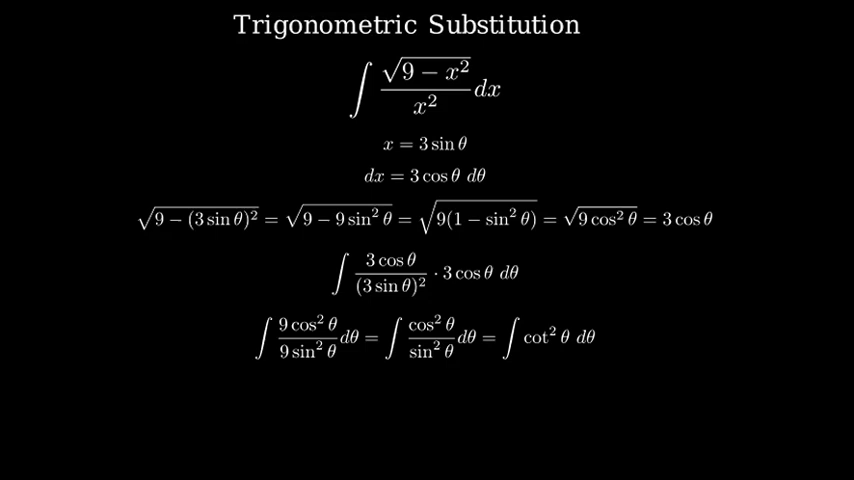 Trigonometric Substitution
∫ √(9 − x²) / x² dx
x = 3 sin θ
dx = 3 cos θ dθ
√(9 − (3 sin θ)²) = √(9 − 9 sin² θ) = √(9(1 − sin² θ)) = √(9 cos² θ) = 3 cos θ
∫ 3 cos θ / (3 sin θ)² · 3 cos θ dθ
∫ 9 cos² θ / 9 sin² θ dθ = ∫ cos² θ / sin² θ dθ = ∫ cot² θ dθ